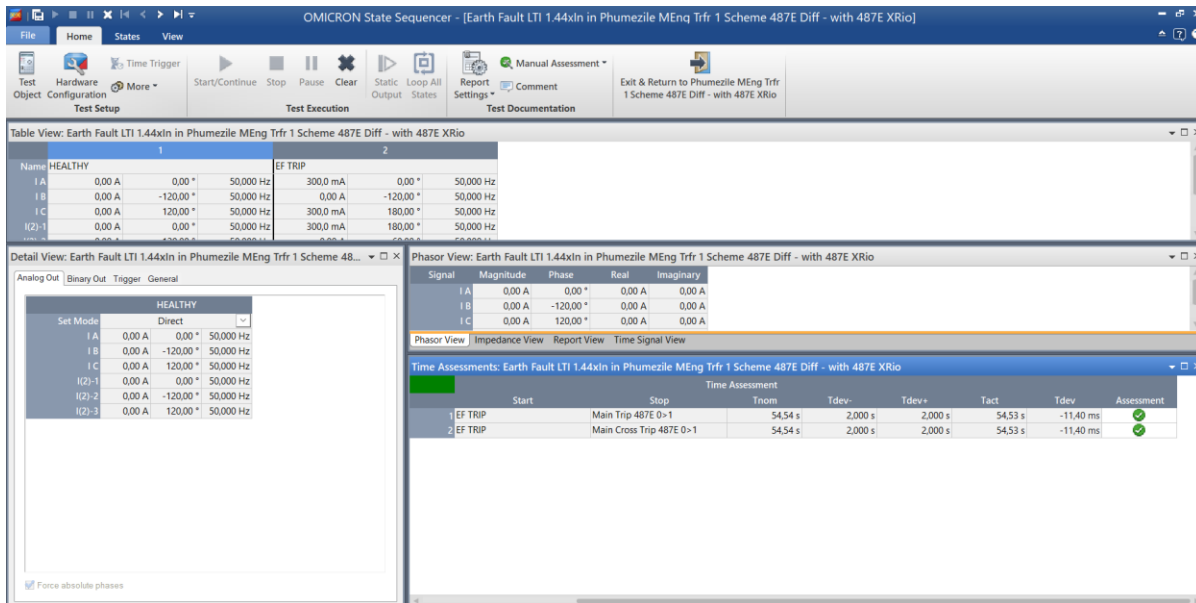 OMICRON State Sequencer - [Earth Fault LTI 1.44xIn in Phumezile MEng Trfr 1 Scheme 487E Diff - with 487E XRio]
File Home States View
Test Object
Hardware Configuration
Time Trigger
More
Test Setup
Start/Continue Stop Pause Clear
Static Output
Loop All States
Test Execution
Report Settings
Manual Assessment
Comment
Test Documentation
Exit & Return to Phumezile MEng Trfr 1 Scheme 487E Diff - with 487E XRio
Table View: Earth Fault LTI 1.44xIn in Phumezile MEng Trfr 1 Scheme 487E Diff - with 487E XRio
1 2
Name HEALTHY EF TRIP
I A 0,00 A 0,00 ° 50,000 Hz 300,0 mA 0,00 ° 50,000 Hz
I B 0,00 A -120,00 ° 50,000 Hz 0,00 A -120,00 ° 50,000 Hz
I C 0,00 A 120,00 ° 50,000 Hz 300,0 mA 180,00 ° 50,000 Hz
I(2)-1 0,00 A 0,00 ° 50,000 Hz 300,0 mA 180,00 ° 50,000 Hz
Detail View: Earth Fault LTI 1.44xIn in Phumezile MEng Trfr 1 Scheme 48...
Analog Out Binary Out Trigger General
HEALTHY
Set Mode Direct
I A 0,00 A 0,00 ° 50,000 Hz
I B 0,00 A -120,00 ° 50,000 Hz
I C 0,00 A 120,00 ° 50,000 Hz
I(2)-1 0,00 A 0,00 ° 50,000 Hz
I(2)-2 0,00 A -120,00 ° 50,000 Hz
I(2)-3 0,00 A 120,00 ° 50,000 Hz
Force absolute phases
Phasor View: Earth Fault LTI 1.44xIn in Phumezile MEng Trfr 1 Scheme 487E Diff - with 487E XRio
Signal Magnitude Phase Real Imaginary
I A 0,00 A 0,00 ° 0,00 A 0,00 A
I B 0,00 A -120,00 ° 0,00 A 0,00 A
I C 0,00 A 120,00 ° 0,00 A 0,00 A
Phasor View Impedance View Report View Time Signal View
Time Assessments: Earth Fault LTI 1.44xIn in Phumezile MEng Trfr 1 Scheme 487E Diff - with 487E XRio
Time Assessment
Start Stop Tnom Tdev- Tdev+ Tact Tdev Assessment
1 EF TRIP Main Trip 487E 0>1 54,54 s 2,000 s 2,000 s 54,53 s -11,40 ms
2 EF TRIP Main Cross Trip 487E 0>1 54,54 s 2,000 s 2,000 s 54,53 s -11,40 ms